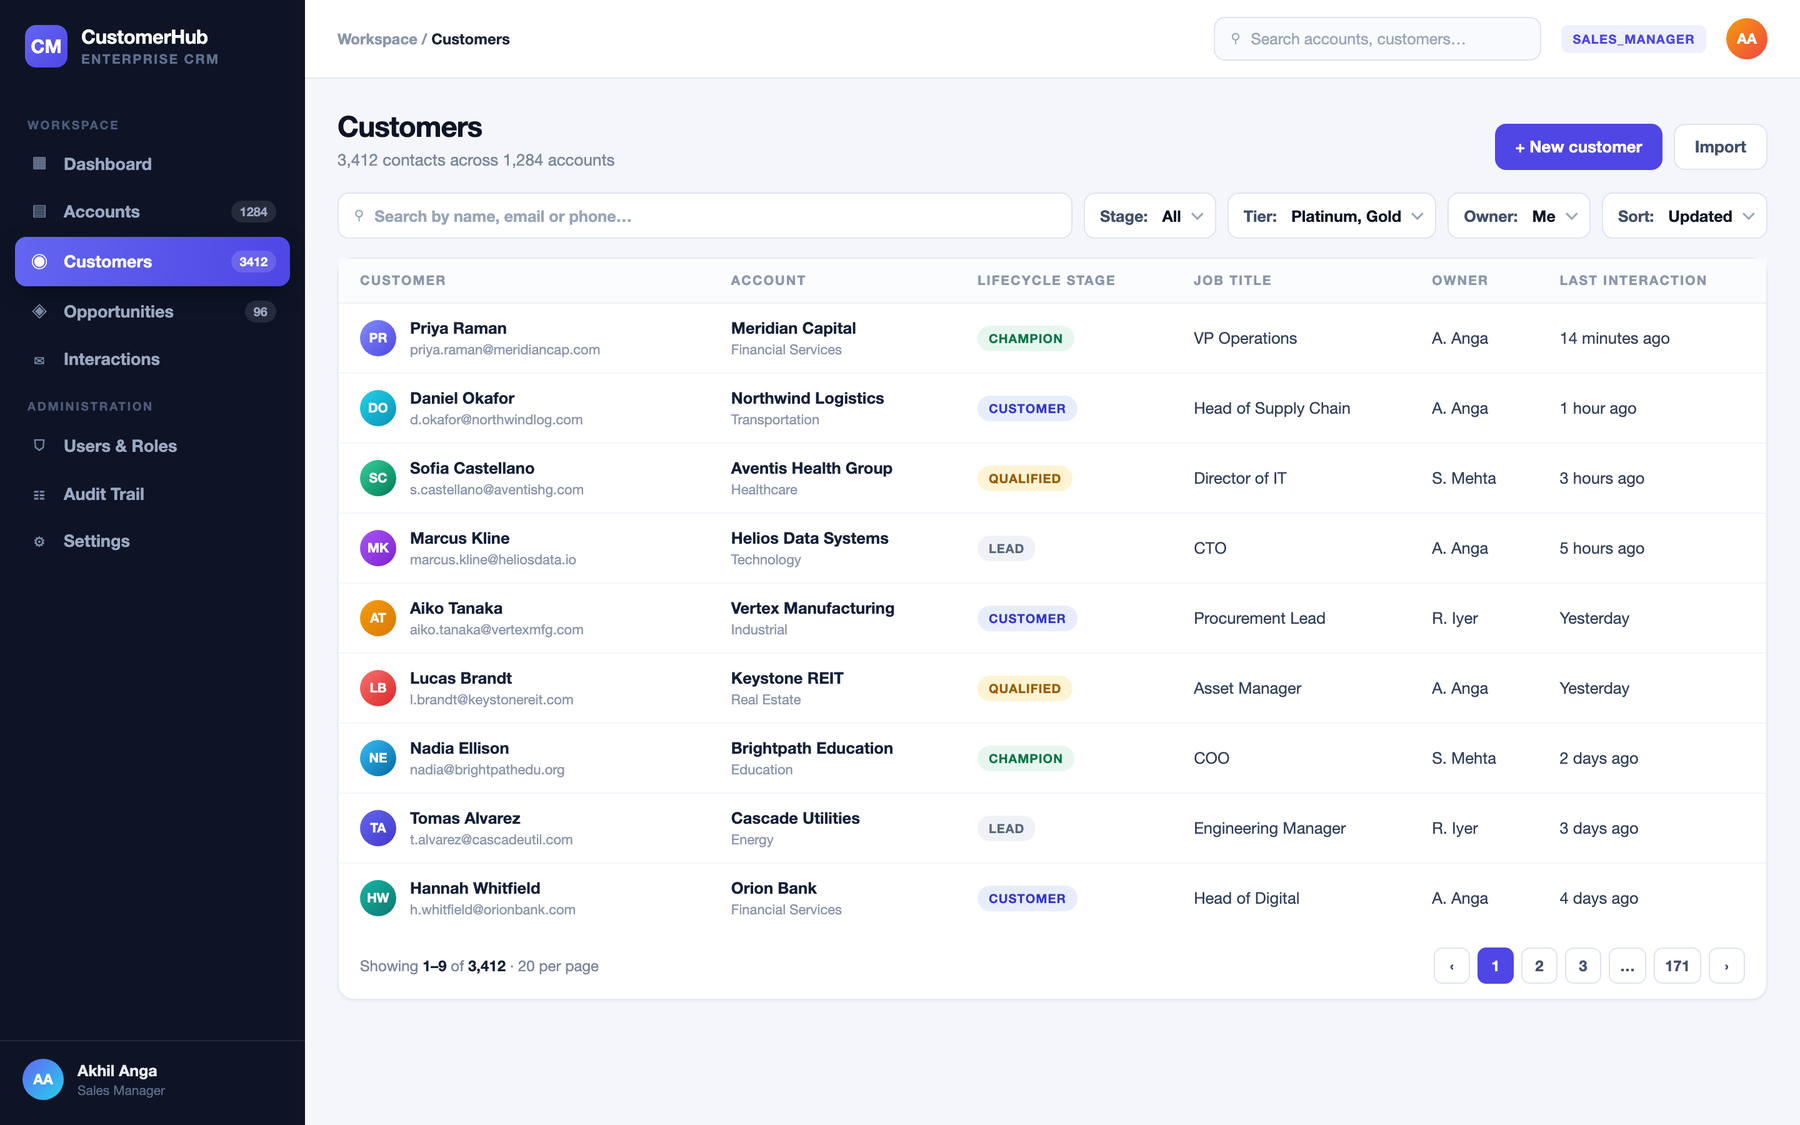 CM
CustomerHub
ENTERPRISE CRM
WORKSPACE
Dashboard
Accounts 1284
Customers 3412
Opportunities 96
Interactions
ADMINISTRATION
Users & Roles
Audit Trail
Settings
AA
Akhil Anga
Sales Manager
Workspace / Customers
Search accounts, customers…
SALES_MANAGER
AA
Customers
3,412 contacts across 1,284 accounts
+ New customer
Import
Search by name, email or phone…
Stage: All
Tier: Platinum, Gold
Owner: Me
Sort: Updated
CUSTOMER ACCOUNT LIFECYCLE STAGE JOB TITLE OWNER LAST INTERACTION
PR Priya Raman Meridian Capital CHAMPION VP Operations A. Anga 14 minutes ago
priya.raman@meridiancap.com Financial Services
DO Daniel Okafor Northwind Logistics CUSTOMER Head of Supply Chain A. Anga 1 hour ago
d.okafor@northwindlog.com Transportation
SC Sofia Castellano Aventis Health Group QUALIFIED Director of IT S. Mehta 3 hours ago
s.castellano@aventishg.com Healthcare
MK Marcus Kline Helios Data Systems LEAD CTO A. Anga 5 hours ago
marcus.kline@heliosdata.io Technology
AT Aiko Tanaka Vertex Manufacturing CUSTOMER Procurement Lead R. Iyer Yesterday
aiko.tanaka@vertexmfg.com Industrial
LB Lucas Brandt Keystone REIT QUALIFIED Asset Manager A. Anga Yesterday
l.brandt@keystonereit.com Real Estate
NE Nadia Ellison Brightpath Education CHAMPION COO S. Mehta 2 days ago
nadia@brightpathedu.org Education
TA Tomas Alvarez Cascade Utilities LEAD Engineering Manager R. Iyer 3 days ago
t.alvarez@cascadeutil.com Energy
HW Hannah Whitfield Orion Bank CUSTOMER Head of Digital A. Anga 4 days ago
h.whitfield@orionbank.com Financial Services
Showing 1–9 of 3,412 · 20 per page
‹ 1 2 3 … 171 ›